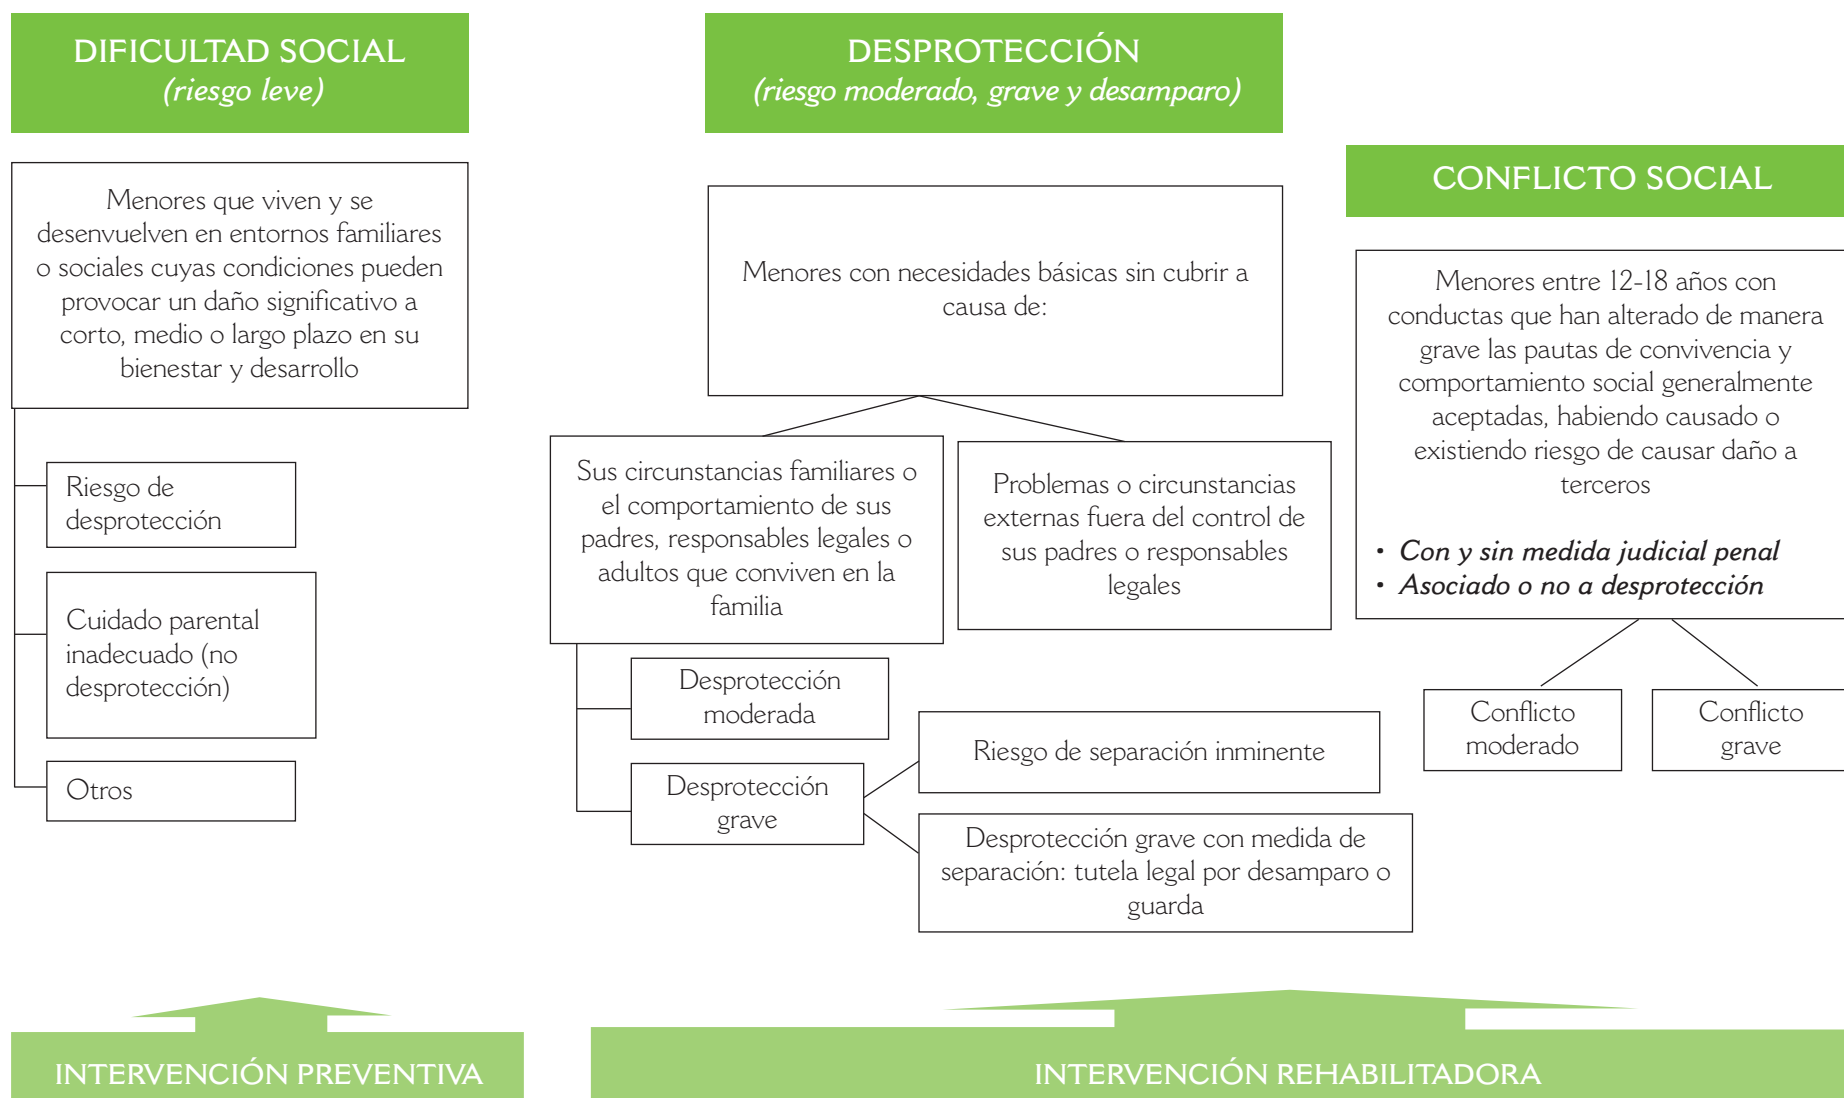 DIFICULTAD SOCIAL
(riesgo leve)
Menores que viven y se
desenvuelven en entornos familiares
o sociales cuyas condiciones pueden
provocar un daño significativo a
corto, medio o largo plazo en su
bienestar y desarrollo
Riesgo de
desprotección
Cuidado parental
inadecuado (no
desprotección)
Otros
DESPROTECCIÓN
(riesgo moderado, grave y desamparo)
Menores con necesidades básicas sin cubrir a
causa de:
Sus circunstancias familiares o
el comportamiento de sus
padres, responsables legales o
adultos que conviven en la
familia
Problemas o circunstancias
externas fuera del control de
sus padres o responsables
legales
Desprotección
moderada
Desprotección
grave
Riesgo de separación inminente
Desprotección grave con medida de
separación: tutela legal por desamparo o
guarda
CONFLICTO SOCIAL
Menores entre 12-18 años con
conductas que han alterado de manera
grave las pautas de convivencia y
comportamiento social generalmente
aceptadas, habiendo causado o
existiendo riesgo de causar daño a
terceros
• Con y sin medida judicial penal
• Asociado o no a desprotección
Conflicto
moderado
Conflicto
grave
INTERVENCIÓN PREVENTIVA
INTERVENCIÓN REHABILITADORA